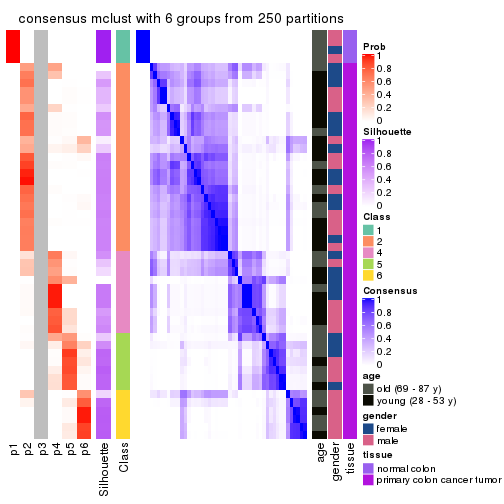 consensus mclust with 6 groups from 250 partitions
Prob
1
0.8
0.6
0.4
0.2
0
Silhouette
1
0.8
0.6
0.4
0.2
0
Class
1
2
4
5
6
Consensus
1
0.8
0.6
0.4
0.2
0
age
old (69 - 87 y)
young (28 - 53 y)
gender
female
male
tissue
normal colon
primary colon cancer tumor
p1
p2
p3
p4
p5
p6
Silhouette
Class
age
gender
tissue